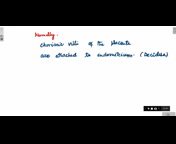 Normally,
Chorionic villi of the placenta
are attached to endometrium. (Decidua)